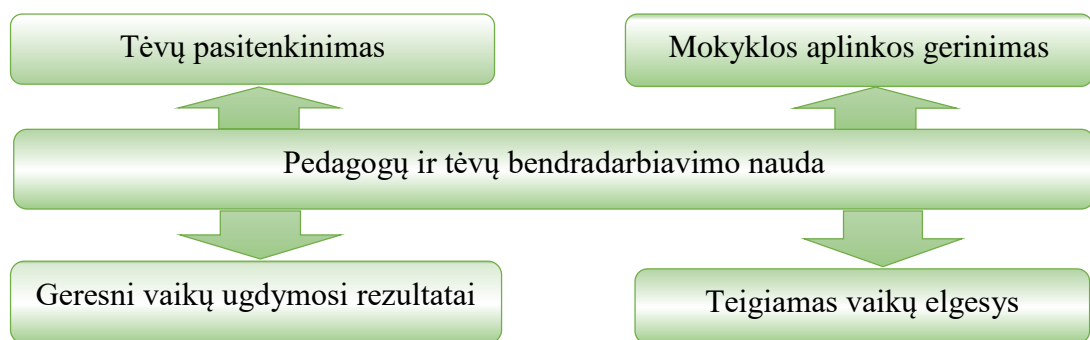 Tėvų pasitenkinimas
Mokyklos aplinkos gerinimas
Pedagogų ir tėvų bendradarbiavimo nauda
Geresni vaikų ugdymosi rezultatai
Teigiamas vaikų elgesys